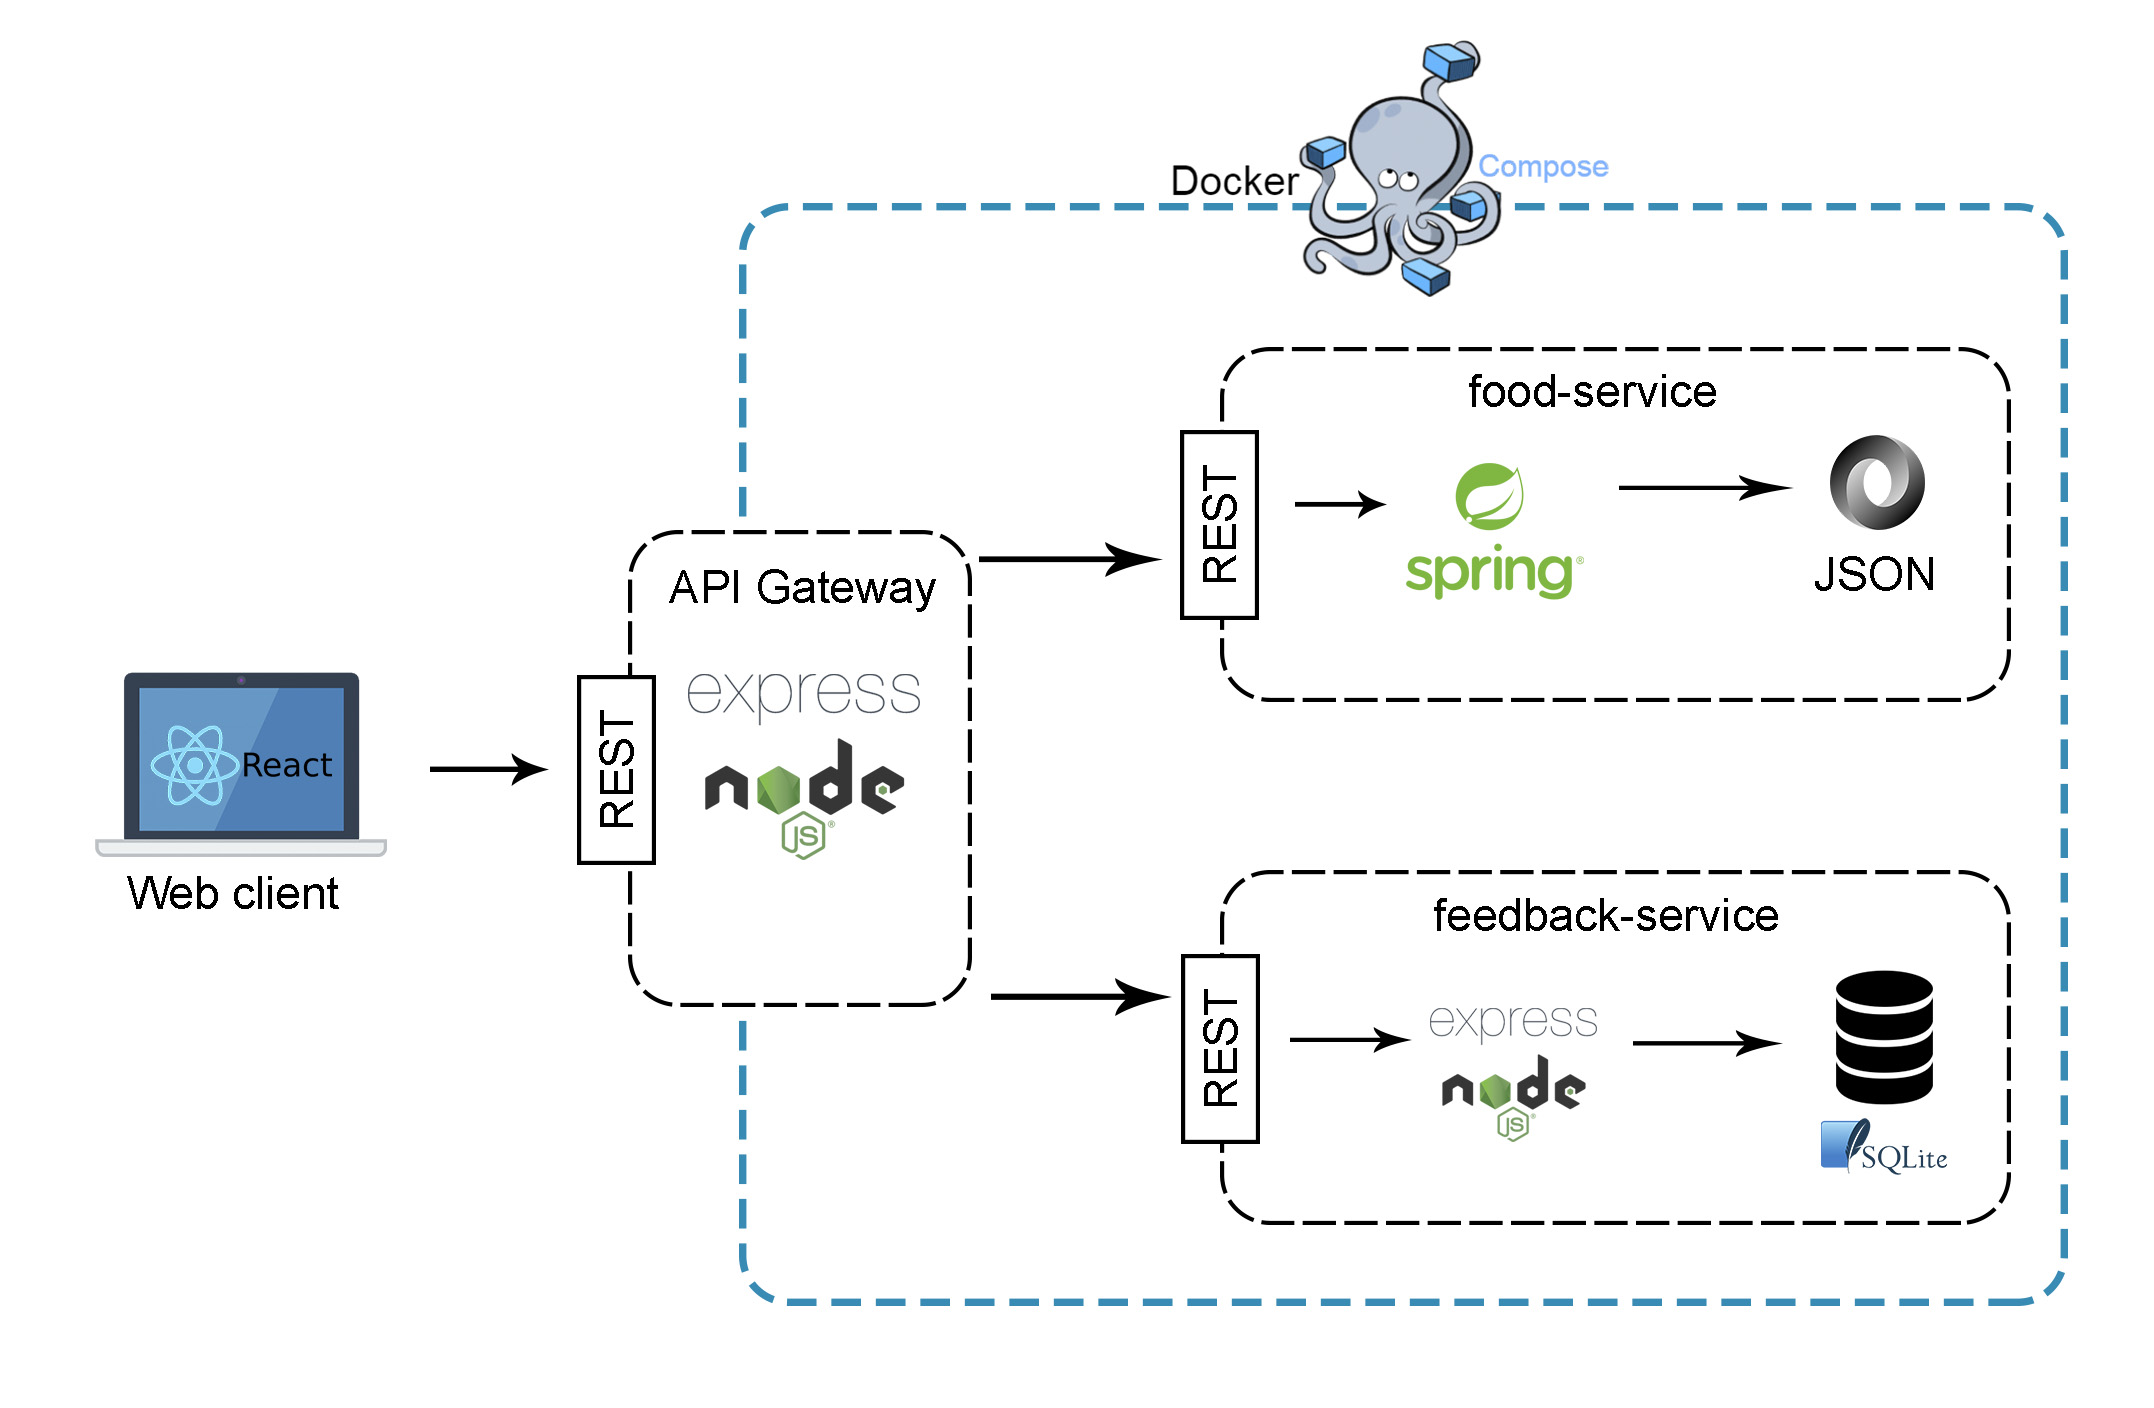 Docker
Compose
food-service
REST
spring®
JSON
API Gateway
express
node
JS®
REST
React
Web client
feedback-service
REST
express
node
JS®
SQLite